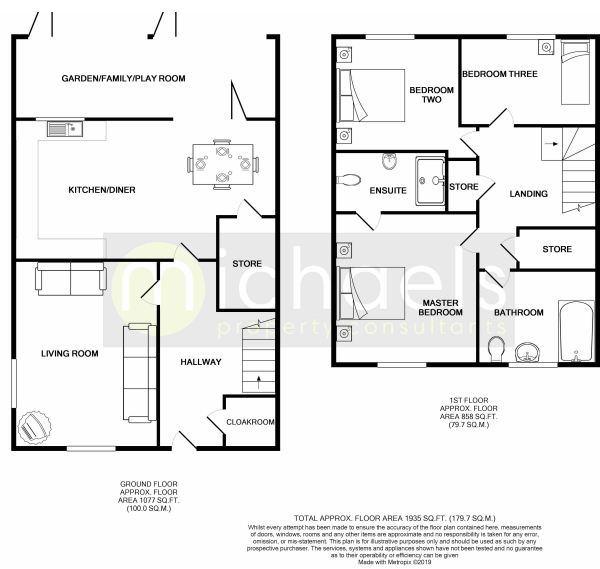 GARDEN/FAMILY/PLAY ROOM
KITCHEN/DINER
STORE
LIVING ROOM
HALLWAY
CLOAKROOM
GROUND FLOOR
APPROX. FLOOR
AREA 1077 SQ.FT.
(100.0 SQ.M.)
BEDROOM
TWO
BEDROOM THREE
ENSUITE
STORE
LANDING
STORE
MASTER
BEDROOM
BATHROOM
1ST FLOOR
APPROX. FLOOR
AREA 858 SQ.FT.
(79.7 SQ.M.)
michaels
property consultants
TOTAL APPROX. FLOOR AREA 1935 SQ.FT. (179.7 SQ.M.)
Whilst every attempt has been made to ensure the accuracy of the floor plan contained here, measurements
of doors, windows, rooms and any other items are approximate and no responsibility is taken for any error,
omission, or mis-statement. This plan is for illustrative purposes only and should be used as such by any
prospective purchaser. The services, systems and appliances shown have not been tested and no guarantee
as to their operability or efficiency can be given
Made with Metropix ©2019